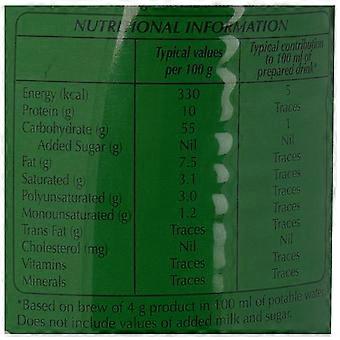 NUTRITIONAL INFORMATION
Typical values per 100 g Typical contribution to 100 ml of prepared drink*
Energy (kcal) 330 5
Protein (g) 10 Traces
Carbohydrate (g) 55 1
Added Sugar (g) Nil Nil
Fat (g) 7.5 Traces
Saturated (g) 3.1 Traces
Polyunsaturated (g) 3.0 Traces
Monounsaturated (g) 1.2 Traces
Trans Fat (g) Traces Traces
Cholesterol (mg) Nil Nil
Vitamins Traces Traces
Minerals Traces Traces
*Based on brew of 4 g product in 100 ml of potable water.
Does not include values of added milk and sugar.